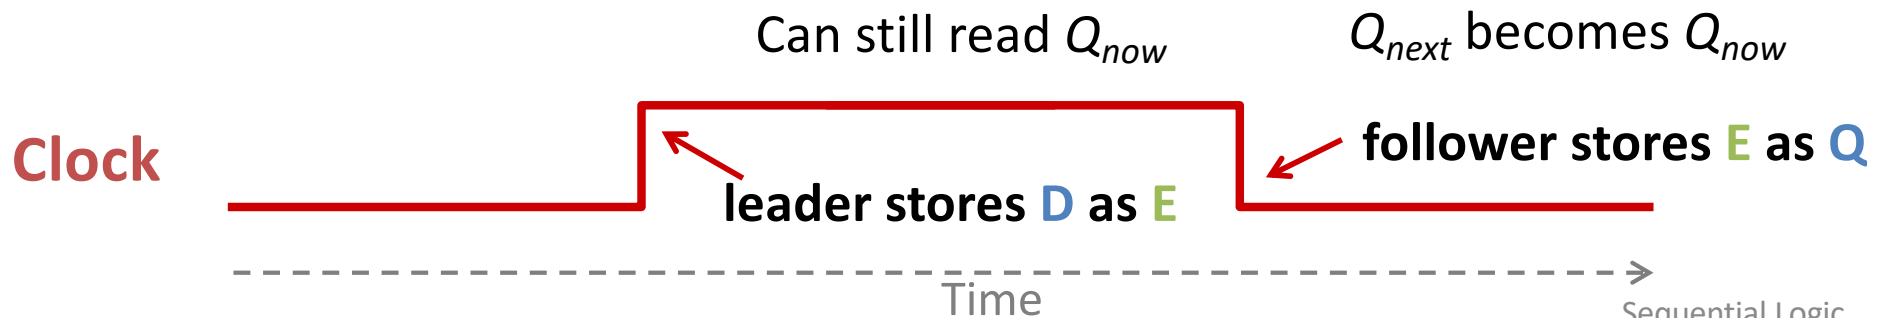 Can still read Qnow
Qnext becomes Qnow
Clock
follower stores E as Q
leader stores D as E
Time
Sequential Logic